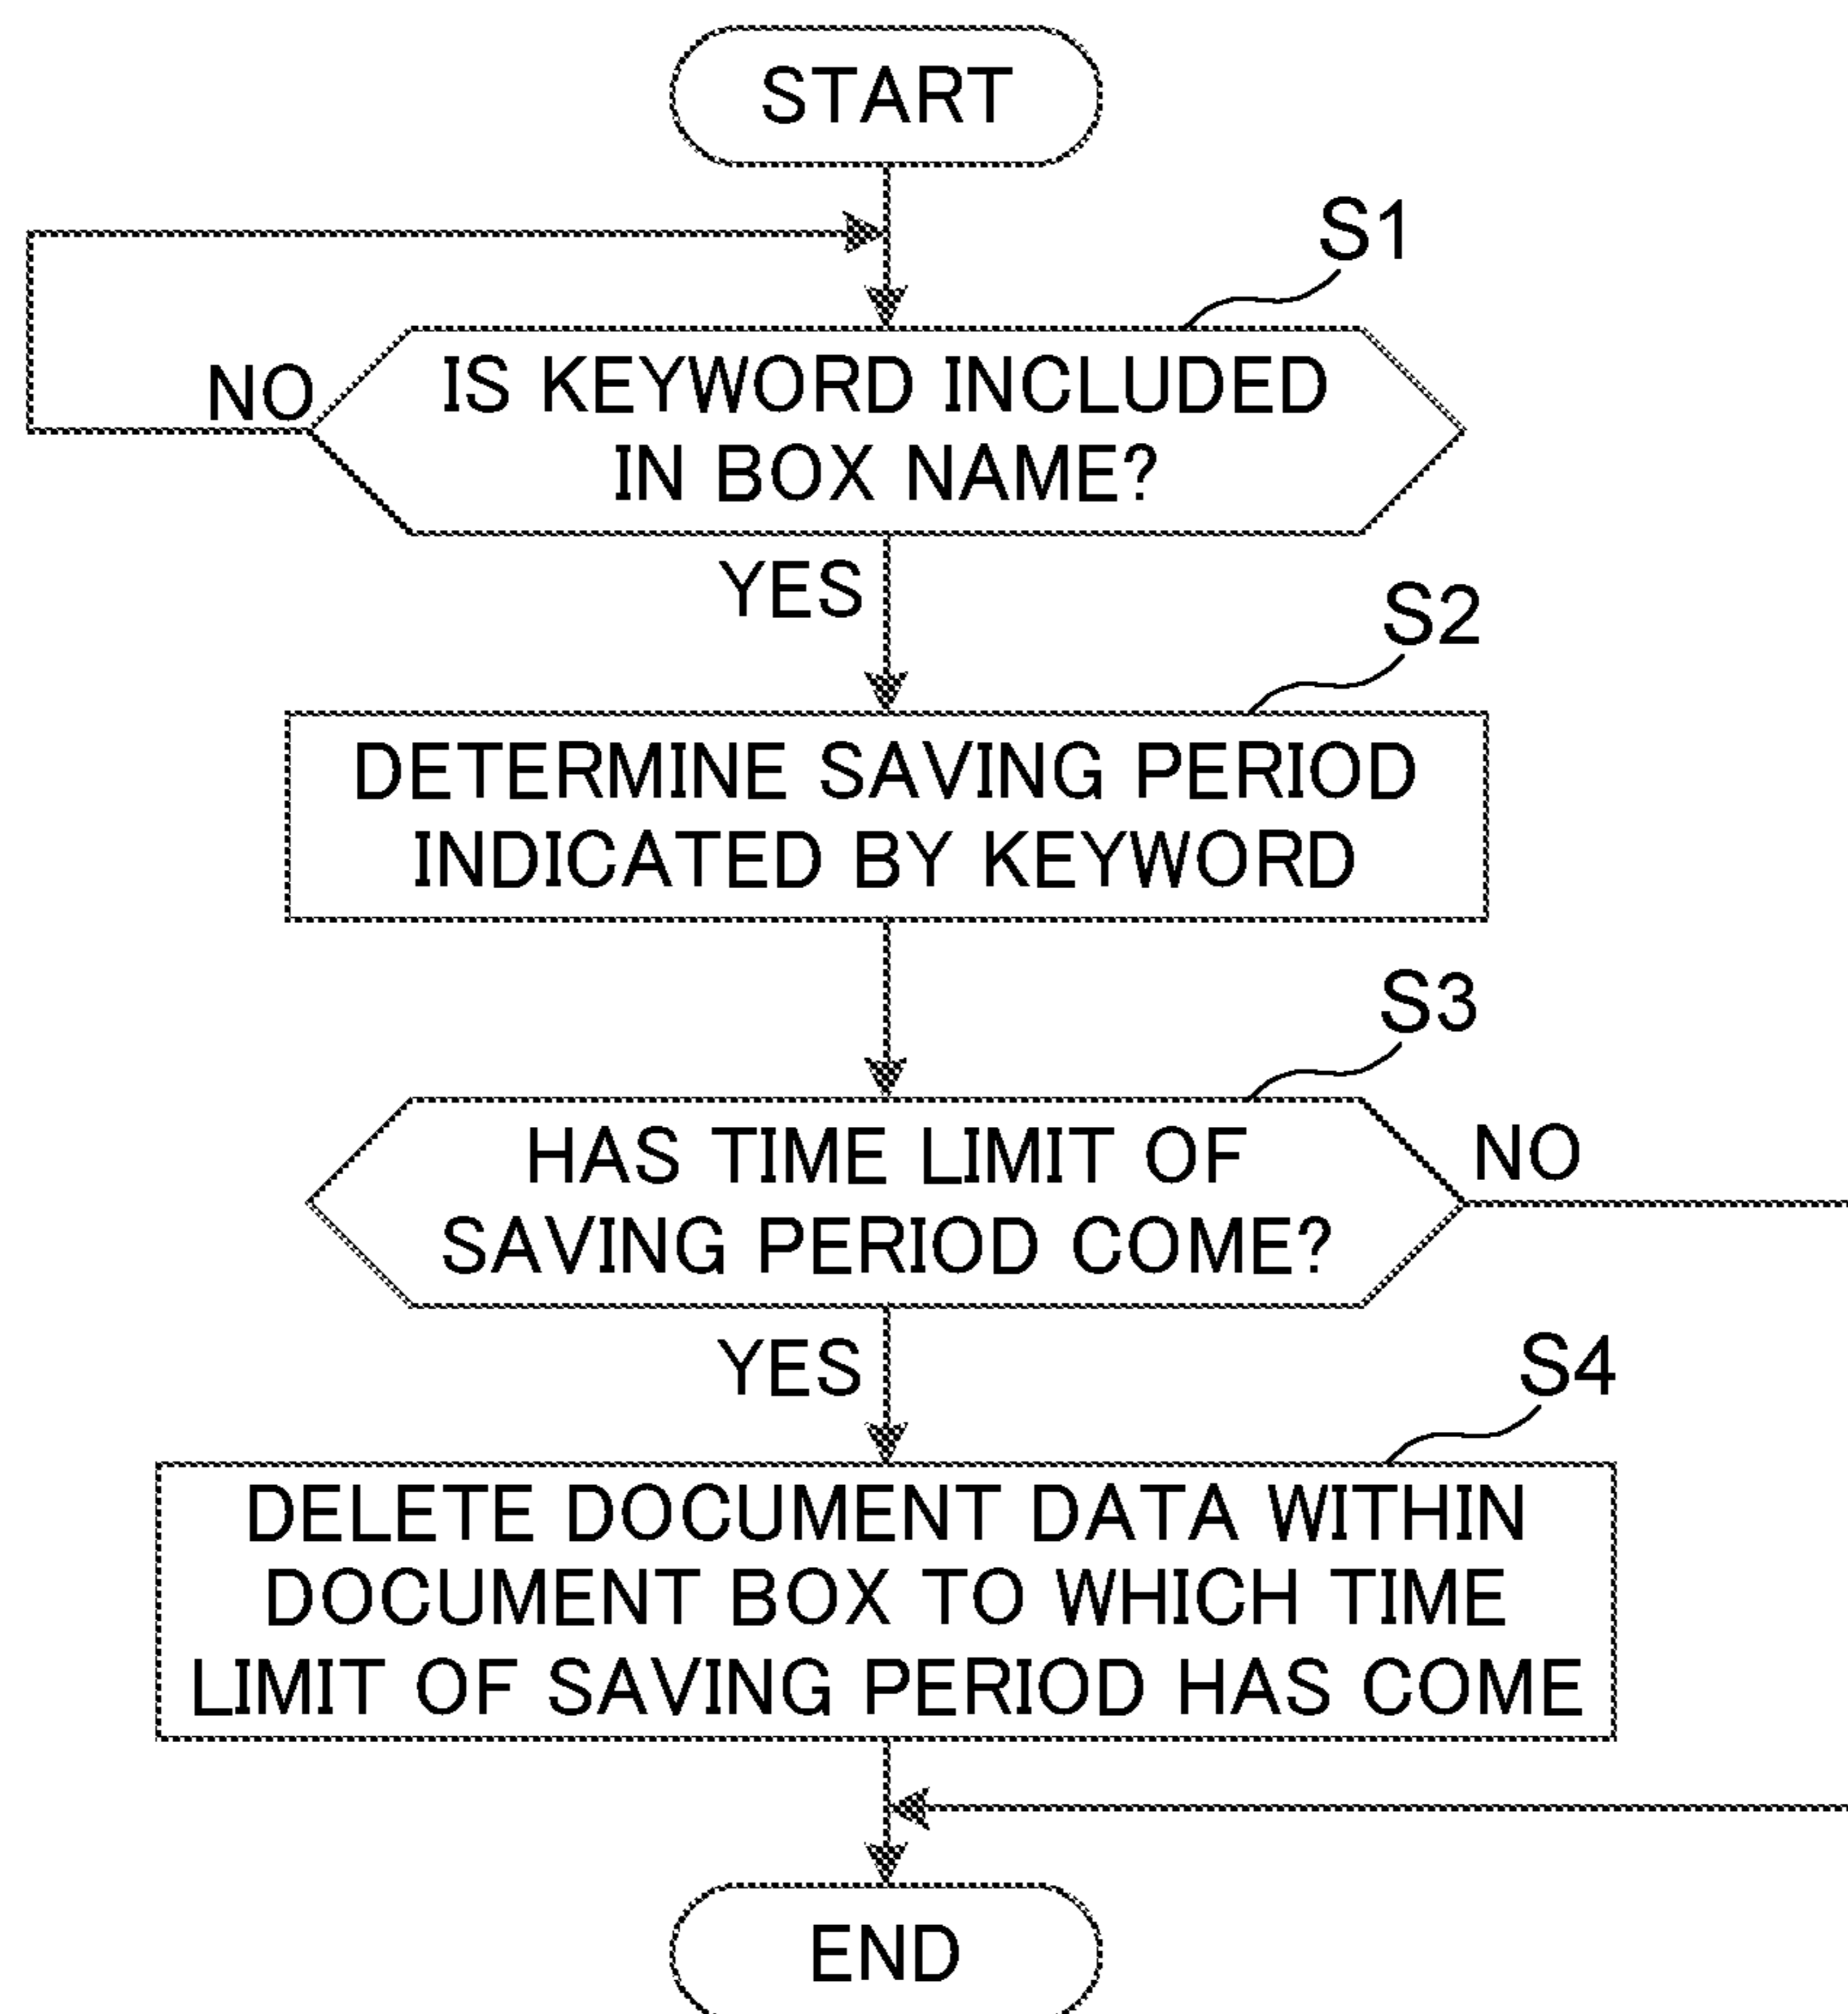 START
S1
IS KEYWORD INCLUDED
IN BOX NAME?
NO
YES
S2
DETERMINE SAVING PERIOD
INDICATED BY KEYWORD
S3
HAS TIME LIMIT OF
SAVING PERIOD COME?
NO
YES
S4
DELETE DOCUMENT DATA WITHIN
DOCUMENT BOX TO WHICH TIME
LIMIT OF SAVING PERIOD HAS COME
END